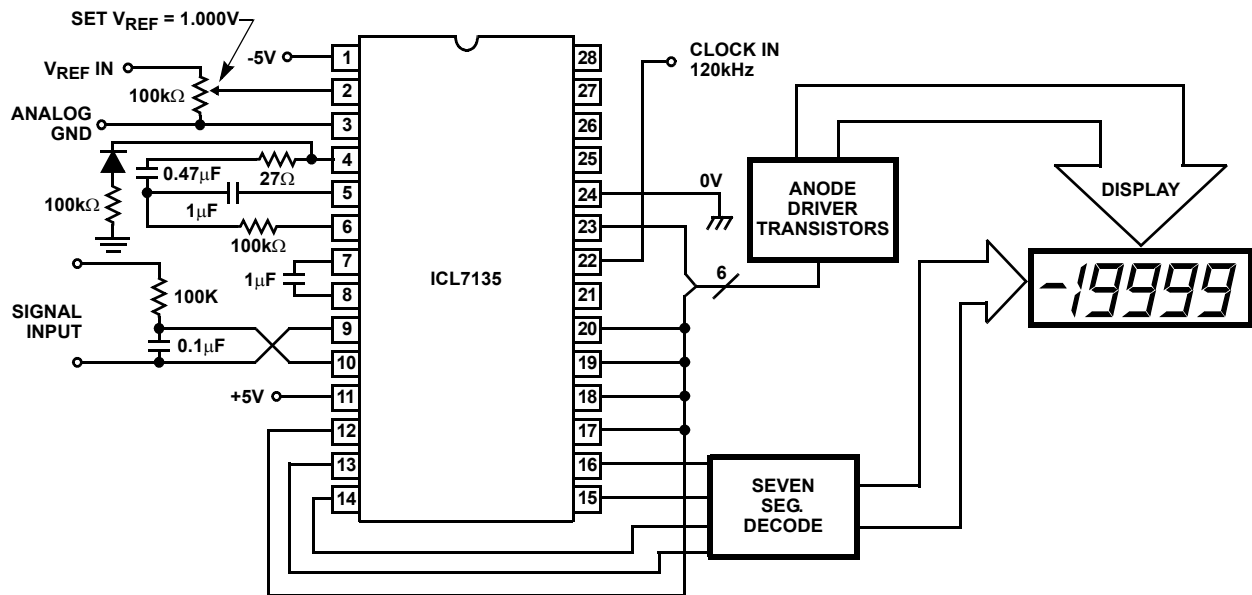 SET VREF = 1.000V
-5V
VREF IN
100kΩ
ANALOG
GND
0.47µF
27Ω
100kΩ
1µF
100kΩ
1µF
SIGNAL
INPUT
100K
0.1µF
+5V
1
2
3
4
5
6
7
8
9
10
11
12
13
14
ICL7135
28
27
26
25
24
23
22
21
20
19
18
17
16
15
CLOCK IN
120kHz
0V
6
ANODE
DRIVER
TRANSISTORS
DISPLAY
-19999
SEVEN
SEG.
DECODE